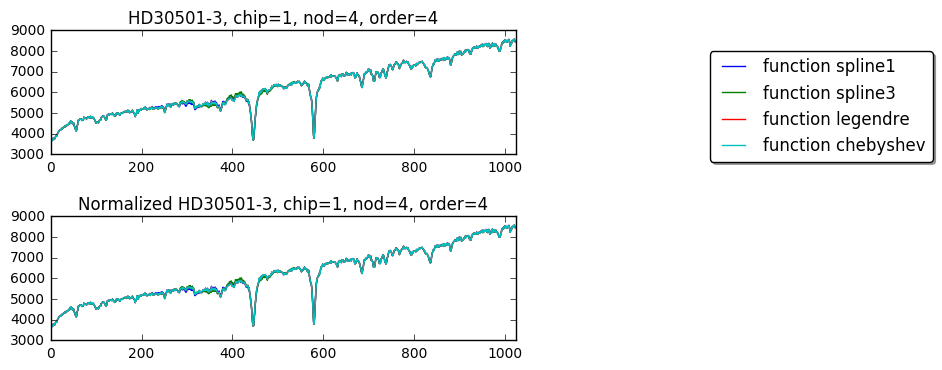 HD30501-3, chip=1, nod=4, order=4
9000
8000
7000
6000
5000
4000
3000
0 200 400 600 800 1000
function spline1
function spline3
function legendre
function chebyshev
Normalized HD30501-3, chip=1, nod=4, order=4
9000
8000
7000
6000
5000
4000
3000
0 200 400 600 800 1000